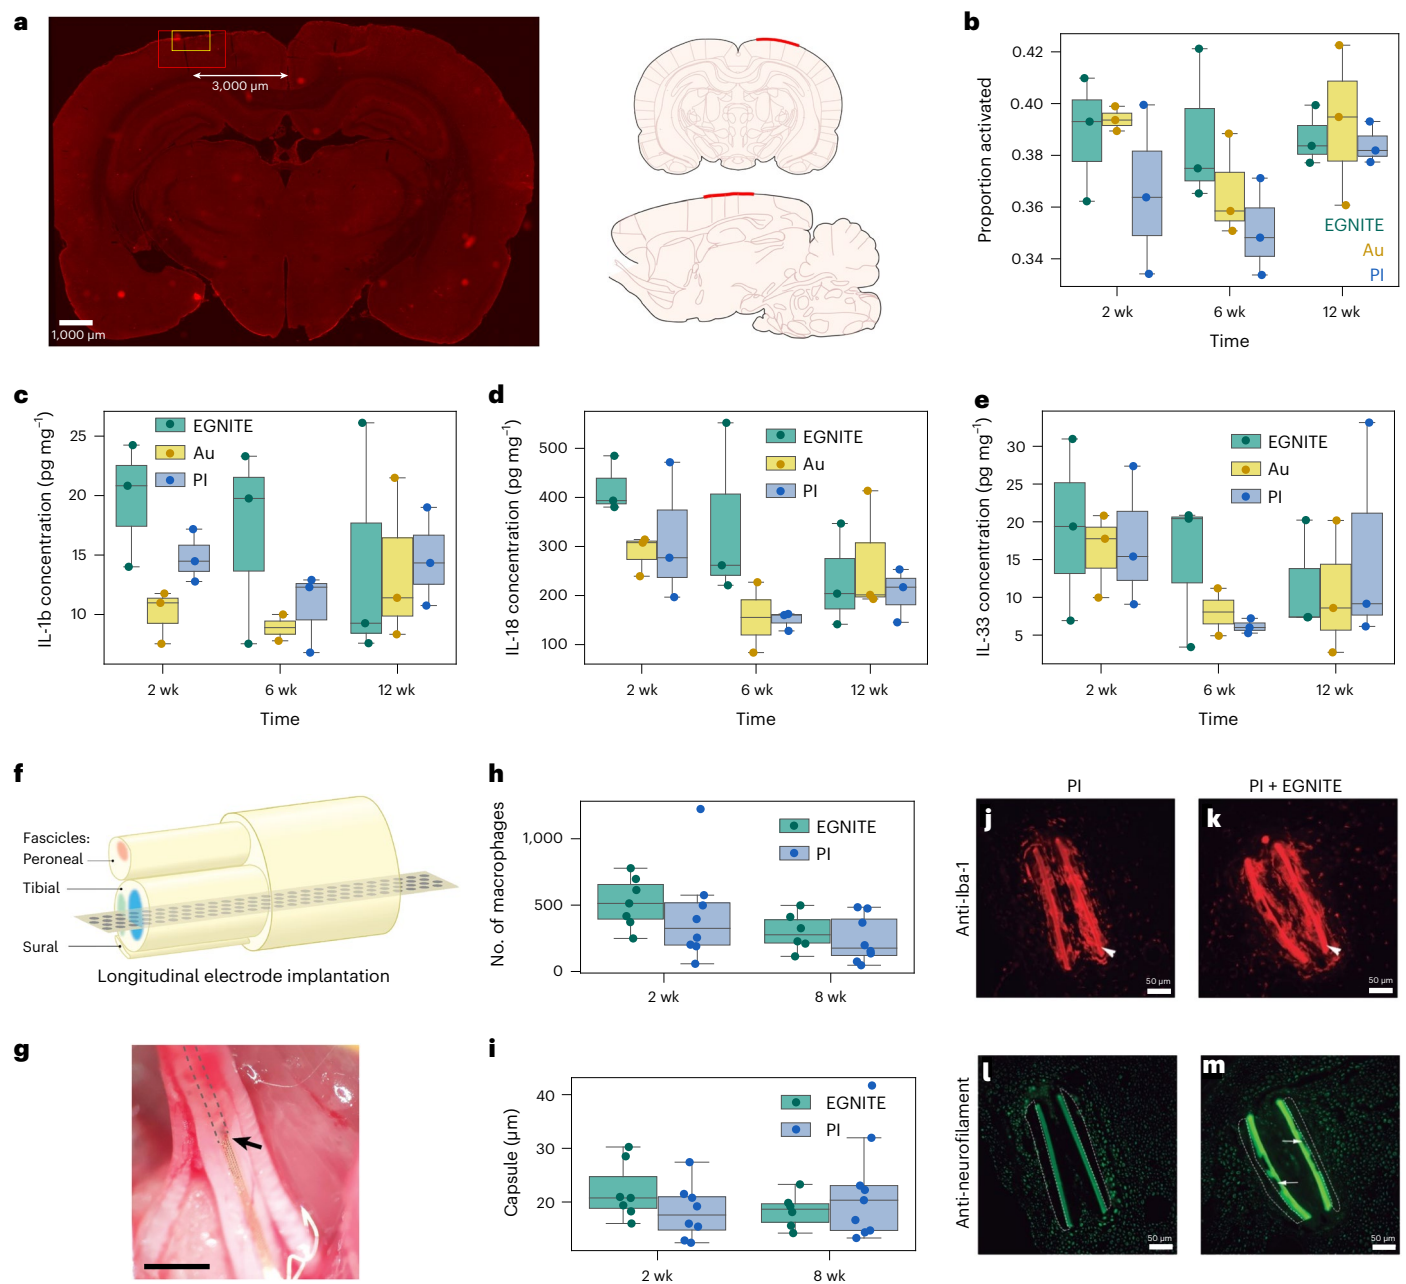 a
3,000 µm
1,000 µm
b
Proportion activated
0.42
0.40
0.38
0.36
0.34
EGNITE
Au
PI
2 wk
6 wk
12 wk
Time
c
IL-1b concentration (pg mg⁻¹)
25
20
15
10
EGNITE
Au
PI
2 wk
6 wk
12 wk
Time
d
IL-18 concentration (pg mg⁻¹)
500
400
300
200
100
EGNITE
Au
PI
2 wk
6 wk
12 wk
Time
e
IL-33 concentration (pg mg⁻¹)
30
25
20
15
10
5
EGNITE
Au
PI
2 wk
6 wk
12 wk
Time
f
Fascicles:
Peroneal
Tibial
Sural
Longitudinal electrode implantation
g
h
No. of macrophages
1,000
500
0
EGNITE
PI
2 wk
8 wk
i
Capsule (µm)
40
30
20
EGNITE
PI
2 wk
8 wk
PI
PI + EGNITE
Anti-Iba-1
j
50 µm
k
50 µm
Anti-neurofilament
l
50 µm
m
50 µm